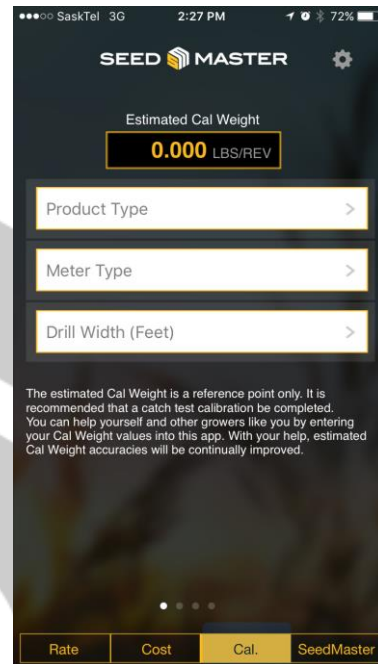 ●●●○○ SaskTel 3G 2:27 PM 72%
SEED MASTER
Estimated Cal Weight
0.000 LBS/REV
Product Type >
Meter Type >
Drill Width (Feet) >
The estimated Cal Weight is a reference point only. It is
recommended that a catch test calibration be completed.
You can help yourself and other growers like you by entering
your Cal Weight values into this app. With your help, estimated
Cal Weight accuracies will be continually improved.
Rate Cost Cal. SeedMaster